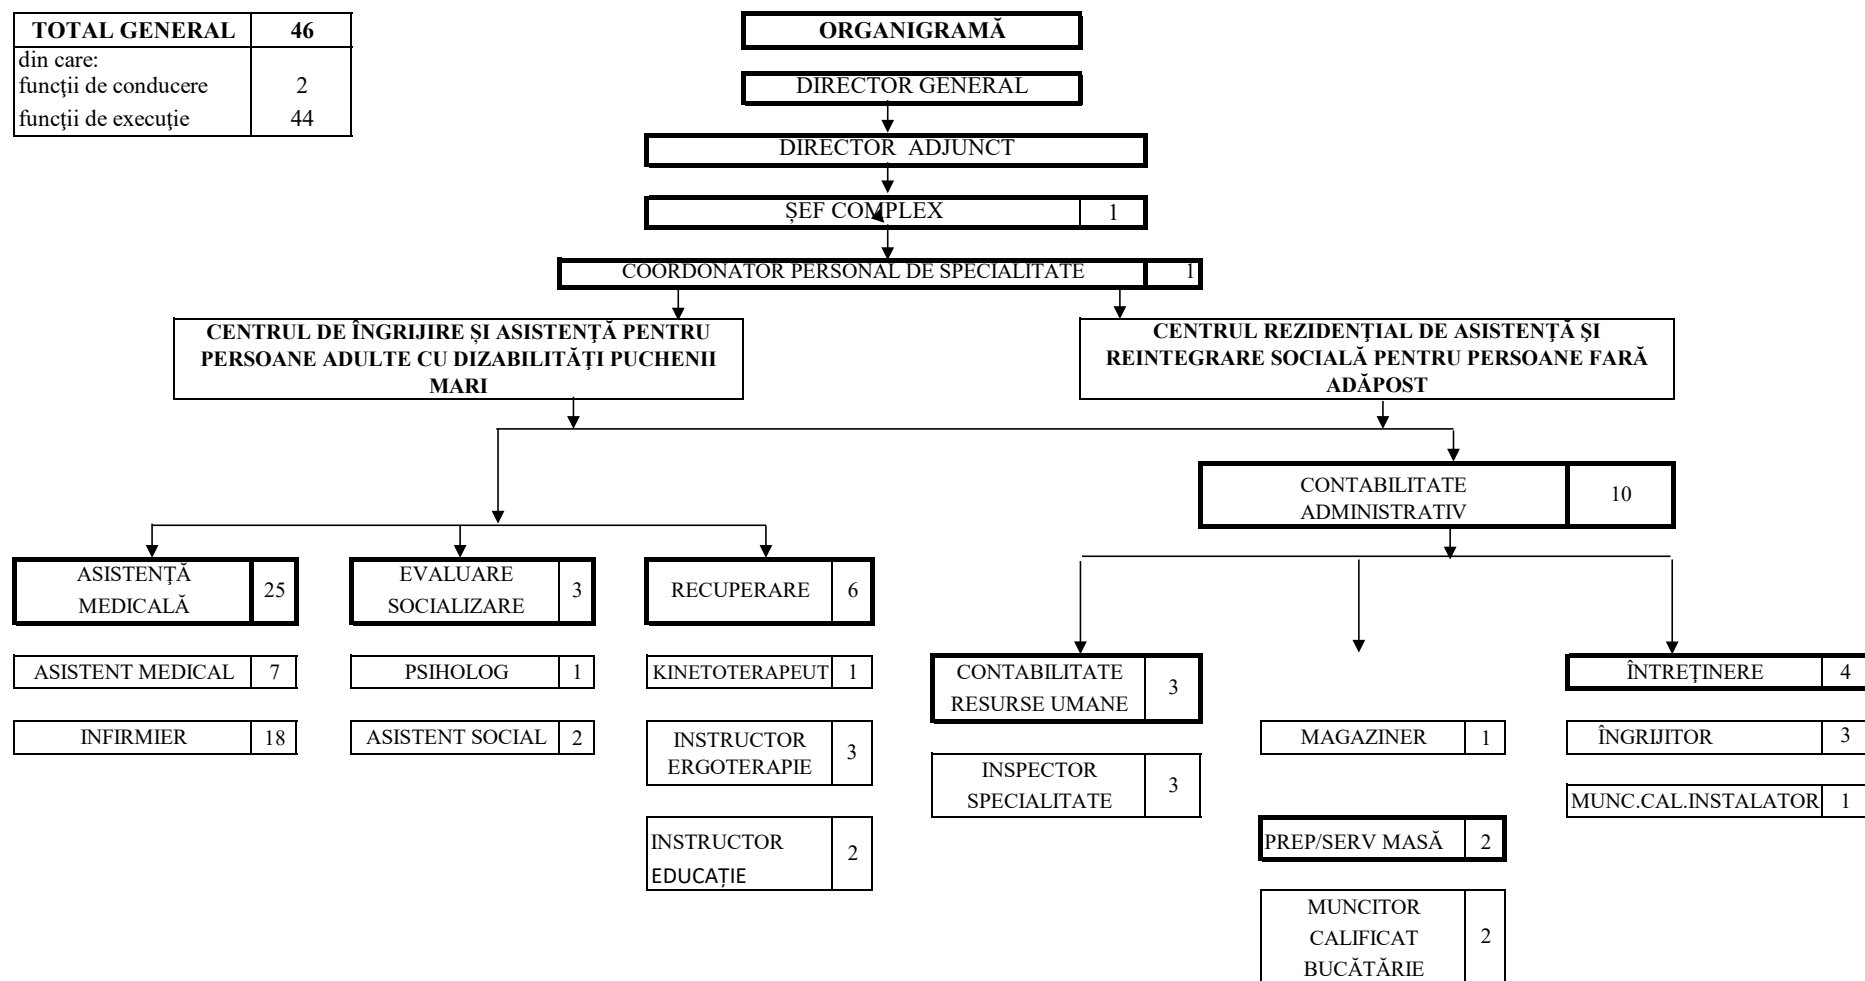 TOTAL GENERAL 46
din care:
funcţii de conducere 2
funcţii de execuţie 44
ORGANIGRAMĂ
DIRECTOR GENERAL
DIRECTOR ADJUNCT
ȘEF COMPLEX 1
COORDONATOR PERSONAL DE SPECIALITATE 1
CENTRUL DE ÎNGRIJIRE ȘI ASISTENŢĂ PENTRU
PERSOANE ADULTE CU DIZABILITĂŢI PUCHENII
MARI
CENTRUL REZIDENŢIAL DE ASISTENŢĂ ŞI
REINTEGRARE SOCIALĂ PENTRU PERSOANE FARĂ
ADĂPOST
CONTABILITATE
ADMINISTRATIV
10
ASISTENŢĂ
MEDICALĂ
25
EVALUARE
SOCIALIZARE
3
RECUPERARE 6
ASISTENT MEDICAL 7
PSIHOLOG 1
KINETOTERAPEUT 1
CONTABILITATE
RESURSE UMANE
3
ÎNTREŢINERE 4
INFIRMIER 18
ASISTENT SOCIAL 2
INSTRUCTOR
ERGOTERAPIE
3
MAGAZINER 1
ÎNGRIJITOR 3
INSPECTOR
SPECIALITATE
3
MUNC.CAL.INSTALATOR 1
INSTRUCTOR
EDUCAȚIE
2
PREP/SERV MASĂ 2
MUNCITOR
CALIFICAT
BUCĂTĂRIE
2